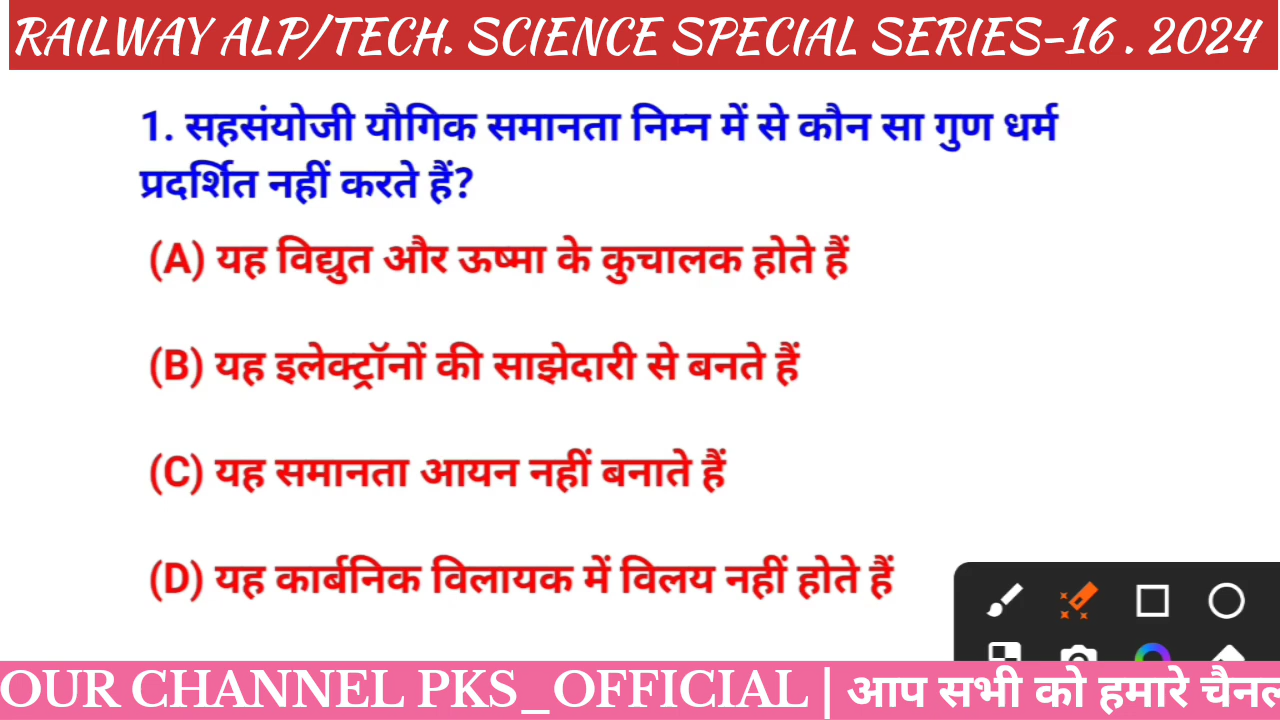 RAILWAY ALP/TECH. SCIENCE SPECIAL SERIES-16 . 2024
1. सहसंयोजी यौगिक समानता निम्न में से कौन सा गुण धर्म
प्रदर्शित नहीं करते हैं?
(A) यह विद्युत और ऊष्मा के कुचालक होते हैं
(B) यह इलेक्ट्रॉनों की साझेदारी से बनते हैं
(C) यह समानता आयन नहीं बनाते हैं
(D) यह कार्बनिक विलायक में विलय नहीं होते हैं
OUR CHANNEL PKS_OFFICIAL | आप सभी को हमारे चैनल